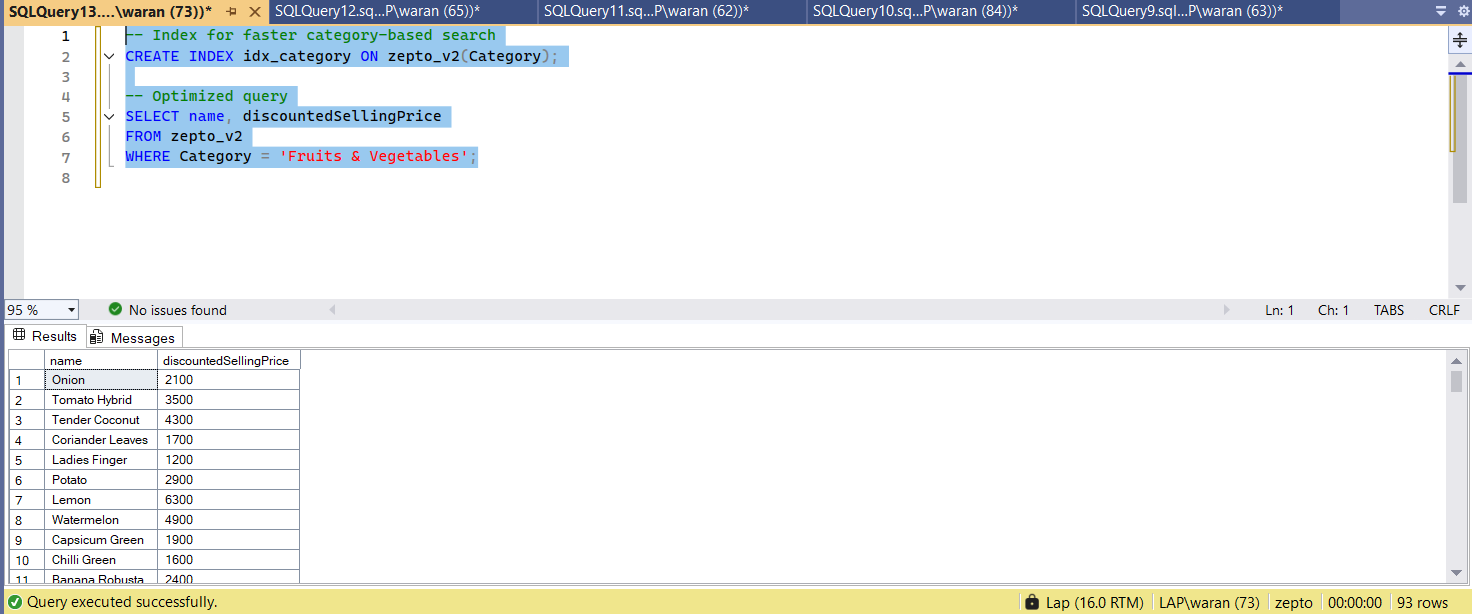 SQLQuery13....\waran (73))*
SQLQuery12.sq...P\waran (65))*
SQLQuery11.sq...P\waran (62))*
SQLQuery10.sq...P\waran (84))*
SQLQuery9.sql...P\waran (63))*
1 -- Index for faster category-based search
2 CREATE INDEX idx_category ON zepto_v2(Category);
3
4 -- Optimized query
5 SELECT name, discountedSellingPrice
6 FROM zepto_v2
7 WHERE Category = 'Fruits & Vegetables';
8
95 % No issues found Ln: 1 Ch: 1 TABS CRLF
Results Messages
name discountedSellingPrice
1 Onion 2100
2 Tomato Hybrid 3500
3 Tender Coconut 4300
4 Coriander Leaves 1700
5 Ladies Finger 1200
6 Potato 2900
7 Lemon 6300
8 Watermelon 4900
9 Capsicum Green 1900
10 Chilli Green 1600
11 Banana Robusta 2400
Query executed successfully. Lap (16.0 RTM) LAP\waran (73) zepto 00:00:00 93 rows